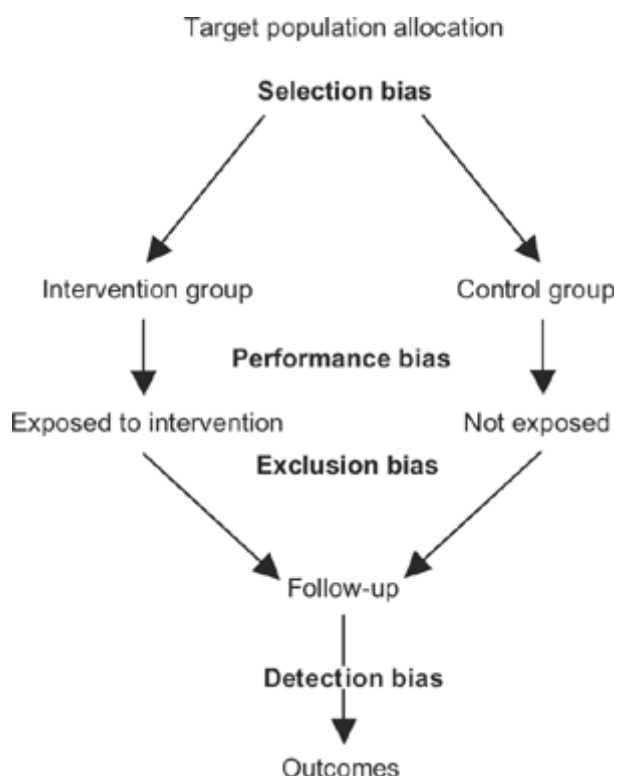 Target population allocation
Selection bias
Intervention group
Control group
Performance bias
Exposed to intervention
Not exposed
Exclusion bias
Follow-up
Detection bias
Outcomes